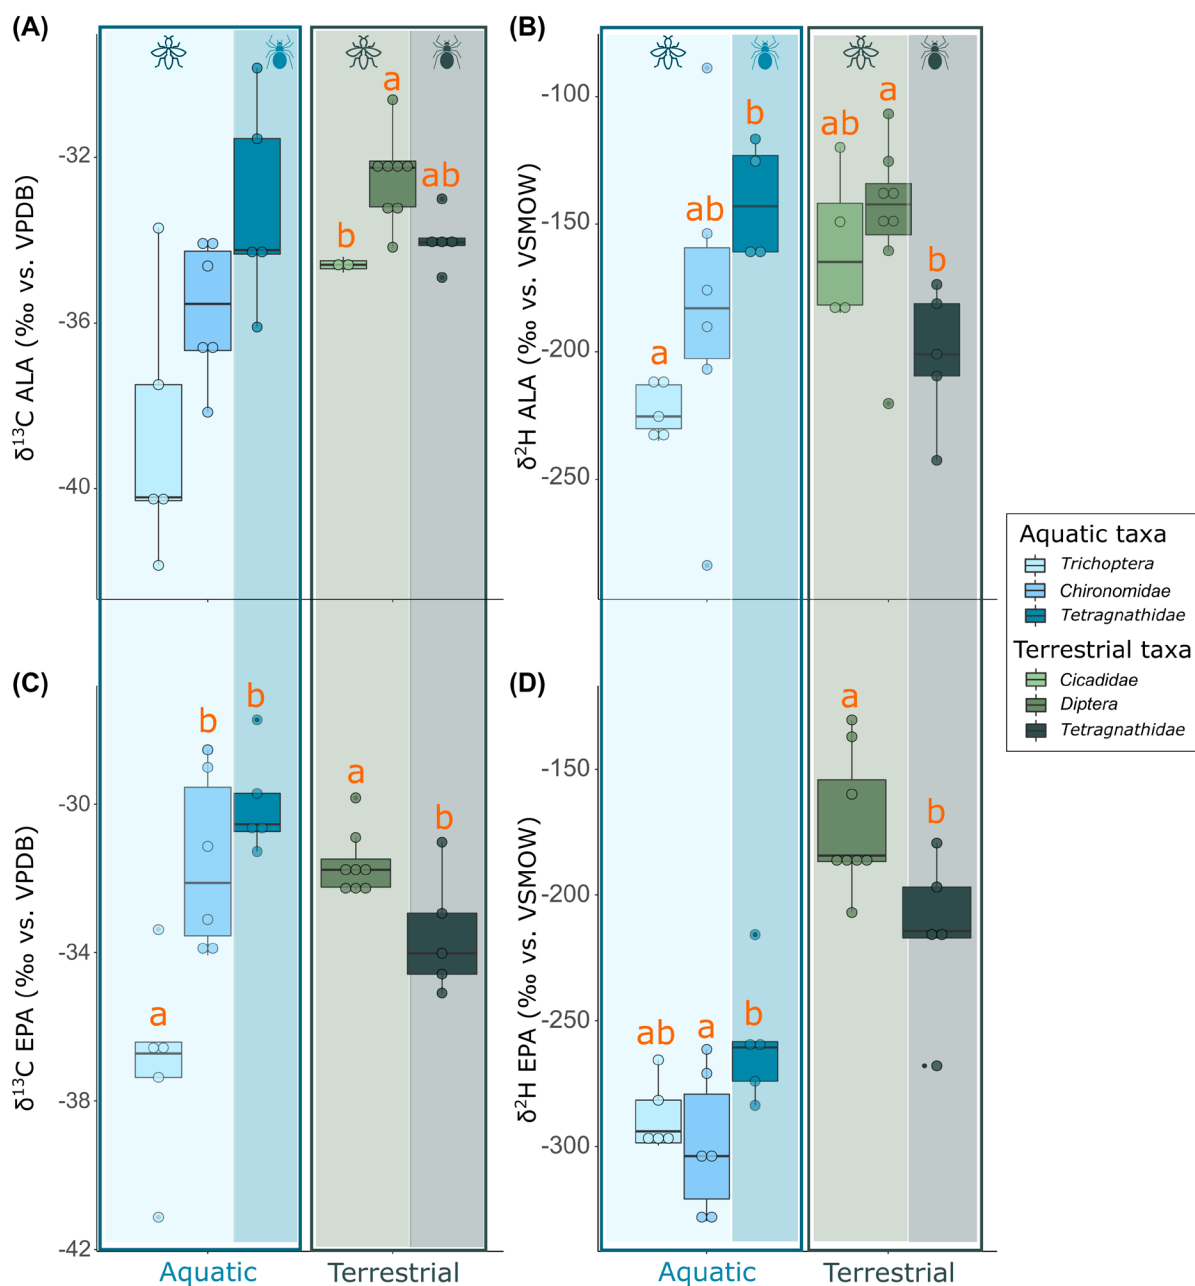 (A)
δ¹³C ALA (‰ vs. VPDB)
-32
-36
-40
a
b
ab
(B)
δ²H ALA (‰ vs. VSMOW)
-100
-150
-200
-250
a
ab
b
ab
a
b
(C)
δ¹³C EPA (‰ vs. VPDB)
-30
-34
-38
-42
a
b
b
a
b
(D)
δ²H EPA (‰ vs. VSMOW)
-150
-200
-250
-300
ab
a
b
a
b
Aquatic
Terrestrial
Aquatic
Terrestrial
Aquatic taxa
Trichoptera
Chironomidae
Tetragnathidae
Terrestrial taxa
Cicadidae
Diptera
Tetragnathidae